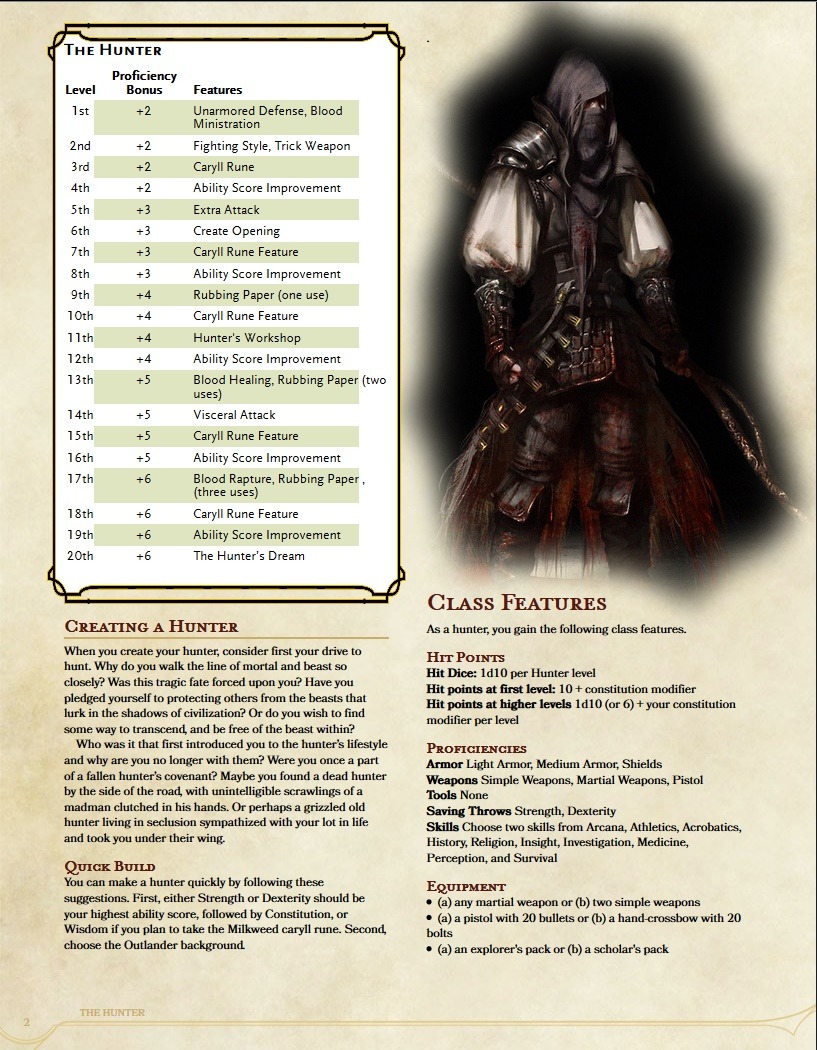 The Hunter
Level Proficiency Bonus Features
1st +2 Unarmored Defense, Blood
Ministration
2nd +2 Fighting Style, Trick Weapon
3rd +2 Caryll Rune
4th +2 Ability Score Improvement
5th +3 Extra Attack
6th +3 Create Opening
7th +3 Caryll Rune Feature
8th +3 Ability Score Improvement
9th +4 Rubbing Paper (one use)
10th +4 Caryll Rune Feature
11th +4 Hunter's Workshop
12th +4 Ability Score Improvement
13th +5 Blood Healing, Rubbing Paper (two
uses)
14th +5 Visceral Attack
15th +5 Caryll Rune Feature
16th +5 Ability Score Improvement
17th +6 Blood Rapture, Rubbing Paper ,
(three uses)
18th +6 Caryll Rune Feature
19th +6 Ability Score Improvement
20th +6 The Hunter's Dream
Creating a Hunter
When you create your hunter, consider first your drive to
hunt. Why do you walk the line of mortal and beast so
closely? Was this tragic fate forced upon you? Have you
pledged yourself to protecting others from the beasts that
lurk in the shadows of civilization? Or do you wish to find
some way to transcend, and be free of the beast within?
Who was it that first introduced you to the hunter's lifestyle
and why are you no longer with them? Were you once a part
of a fallen hunter's covenant? Maybe you found a dead hunter
by the side of the road, with unintelligible scrawlings of a
madman clutched in his hands. Or perhaps a grizzled old
hunter living in seclusion sympathized with your lot in life
and took you under their wing.
Quick Build
You can make a hunter quickly by following these
suggestions. First, either Strength or Dexterity should be
your highest ability score, followed by Constitution, or
Wisdom if you plan to take the Milkweed caryll rune. Second,
choose the Outlander background.
Class Features
As a hunter, you gain the following class features.
Hit Points
Hit Dice: 1d10 per Hunter level
Hit points at first level: 10 + constitution modifier
Hit points at higher levels 1d10 (or 6) + your constitution
modifier per level
Proficiencies
Armor Light Armor, Medium Armor, Shields
Weapons Simple Weapons, Martial Weapons, Pistol
Tools None
Saving Throws Strength, Dexterity
Skills Choose two skills from Arcana, Athletics, Acrobatics,
History, Religion, Insight, Investigation, Medicine,
Perception, and Survival
Equipment
• (a) any martial weapon or (b) two simple weapons
• (a) a pistol with 20 bullets or (b) a hand-crossbow with 20
bolts
• (a) an explorer's pack or (b) a scholar's pack
2 THE HUNTER